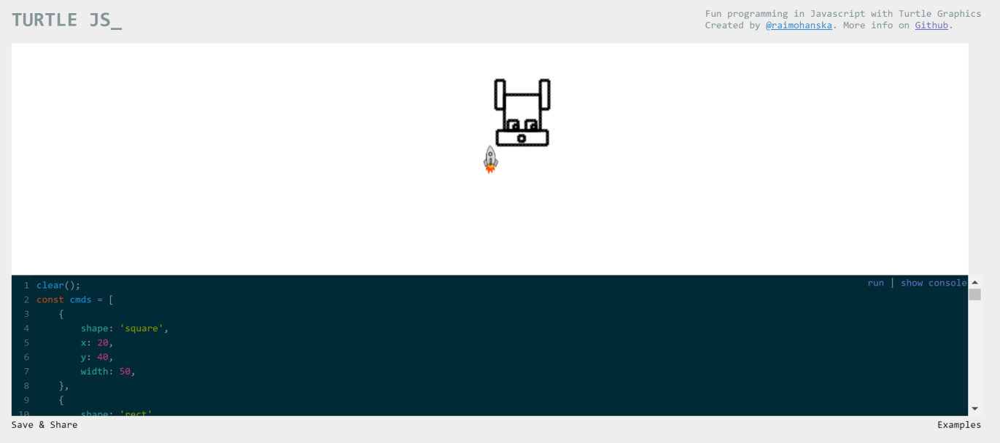 TURTLE JS_
Fun programming in Javascript with Turtle Graphics
Created by @raimohanska. More info on Github.
run | show console
1 clear();
2 const cmds = [
3 {
4 shape: 'square',
5 x: 20,
6 y: 40,
7 width: 50,
8 },
9 {
10 shape: 'rect'
Save & Share
Examples